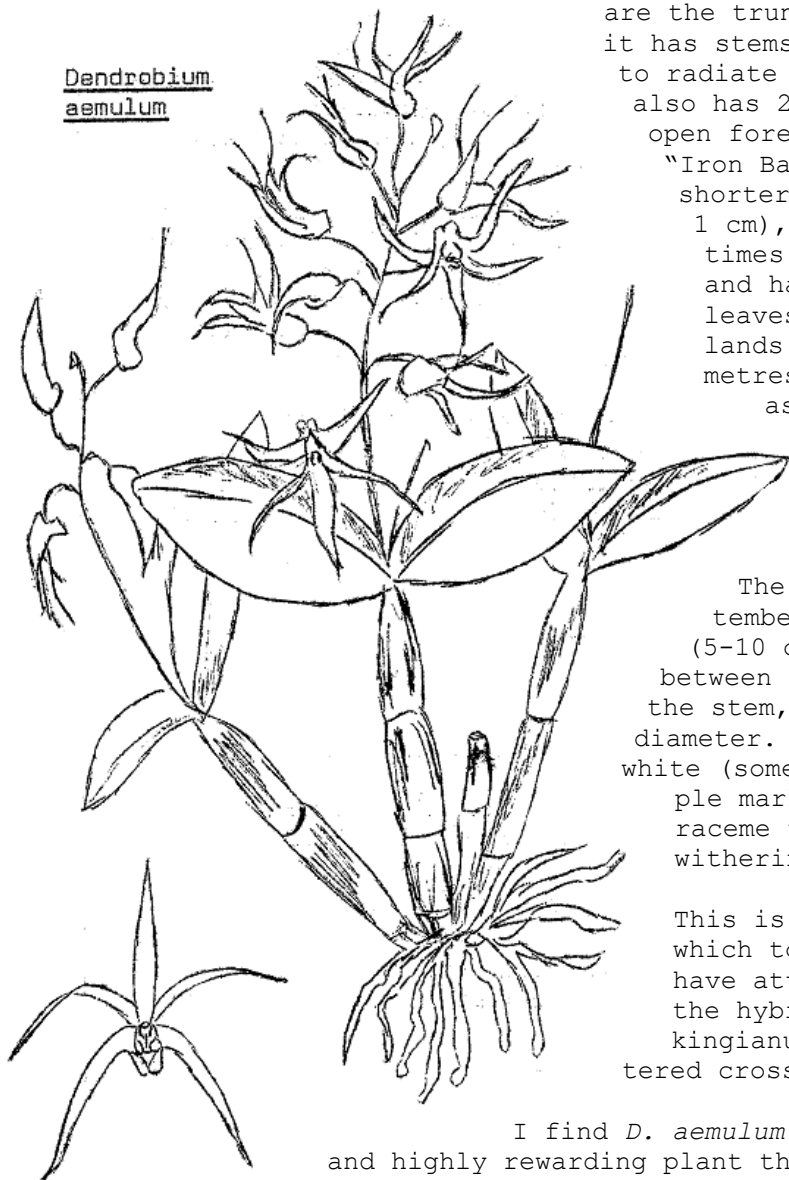 Dendrobium
aemulum
are the trun
it has stems
to radiate
also has 2
open fore
"Iron Ba
shorter
1 cm),
times
and ha
leaves
lands
metres
as
The
tembe
(5-10 c
between
the stem,
diameter.
white (some
ple mar
raceme
witherin
This is
which to
have att
the hybi
kingianu
tered cross
I find D. aemulum
and highly rewarding plant th